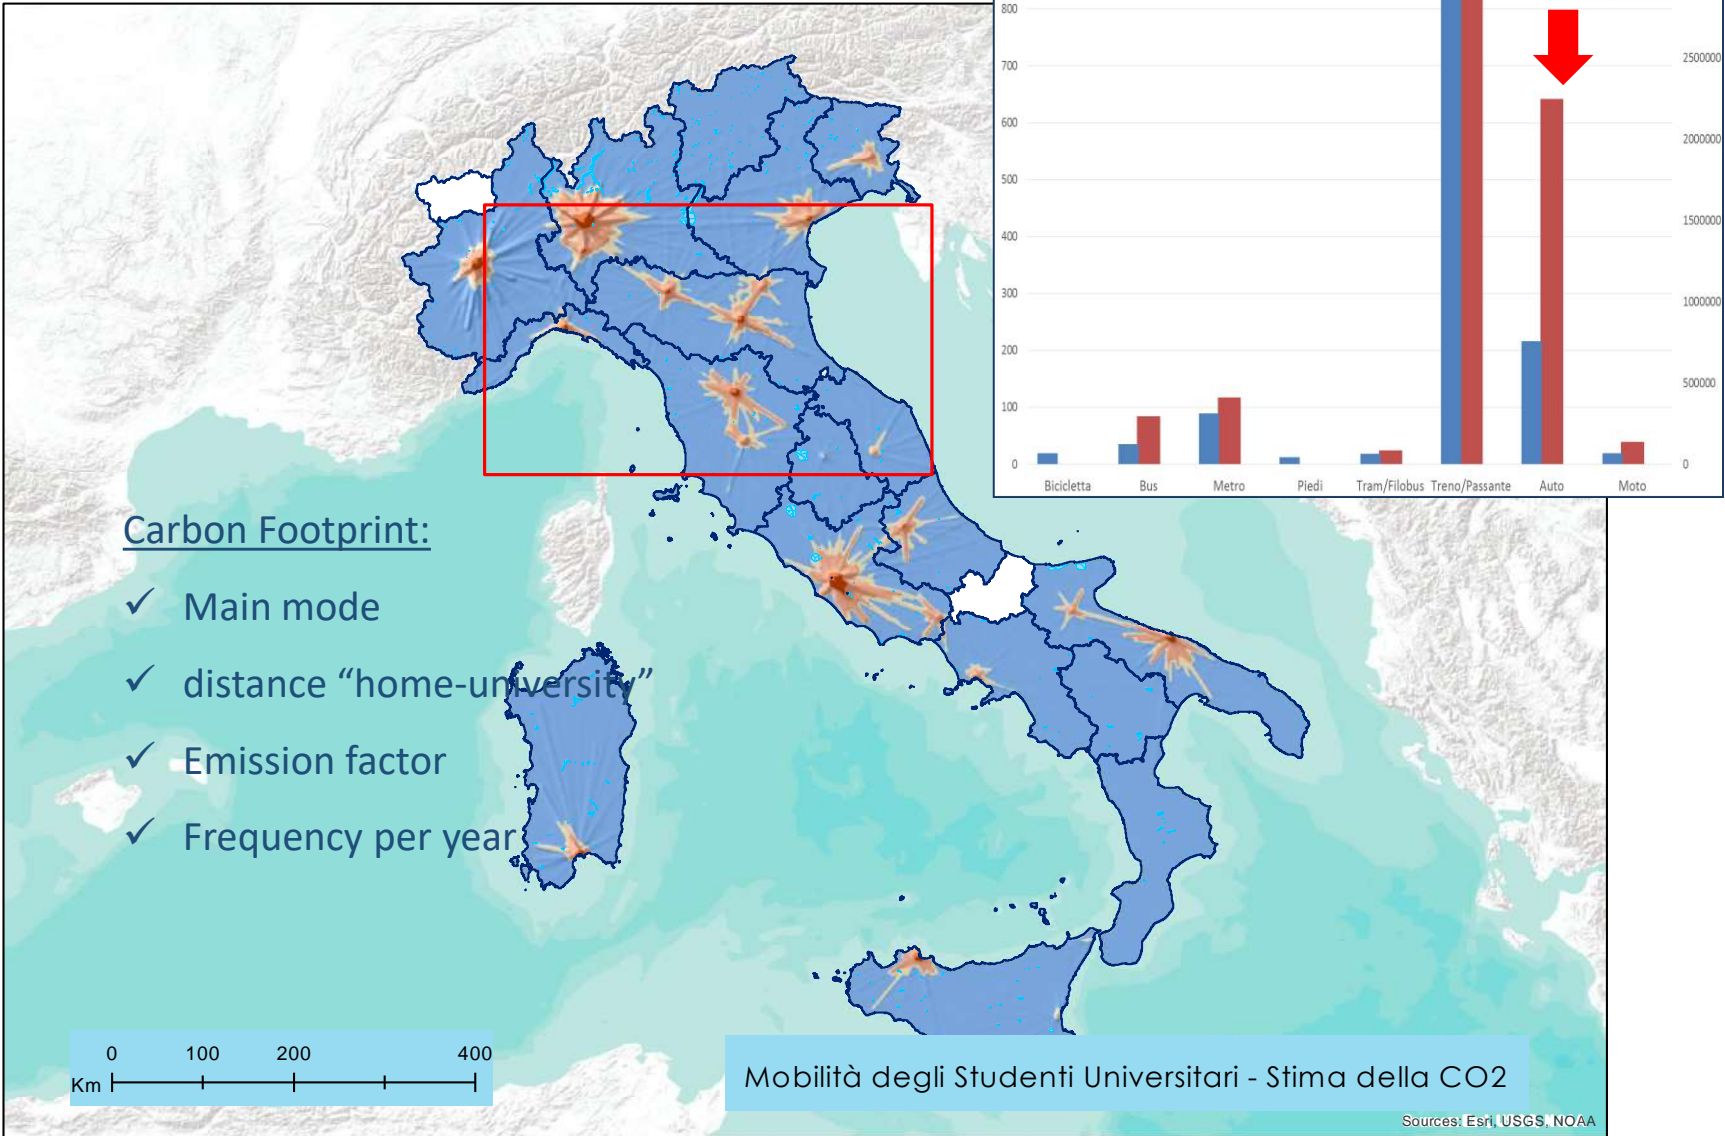 800
700
600
500
400
300
200
100
0
2500000
2000000
1500000
1000000
500000
0
Bicicletta Bus Metro Piedi Tram/Filobus Treno/Passante Auto Moto
Carbon Footprint:
✓ Main mode
✓ distance “home-university”
✓ Emission factor
✓ Frequency per year
0 100 200 400
Km
Mobilità degli Studenti Universitari - Stima della CO2
Sources: Esri, USGS, NOAA